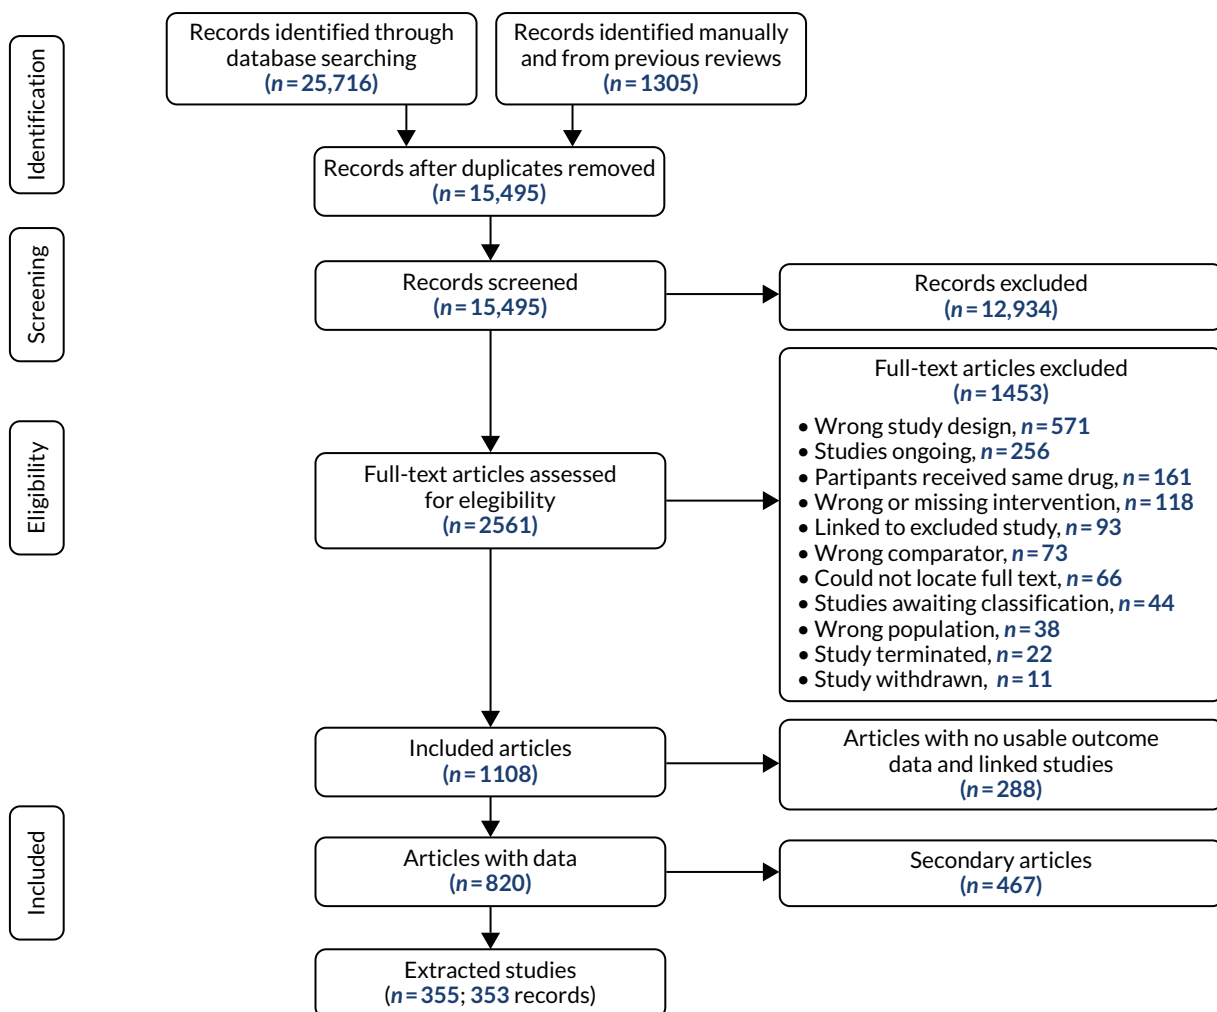 Identification
Records identified through
database searching
(n=25,716)
Records identified manually
and from previous reviews
(n=1305)
Records after duplicates removed
(n=15,495)
Screening
Records screened
(n=15,495)
Records excluded
(n=12,934)
Eligibility
Full-text articles assessed
for elegibility
(n=2561)
Full-text articles excluded
(n=1453)
• Wrong study design, n=571
• Studies ongoing, n=256
• Partipants received same drug, n=161
• Wrong or missing intervention, n=118
• Linked to excluded study, n=93
• Wrong comparator, n=73
• Could not locate full text, n=66
• Studies awaiting classification, n=44
• Wrong population, n=38
• Study terminated, n=22
• Study withdrawn, n=11
Included articles
(n=1108)
Articles with no usable outcome
data and linked studies
(n=288)
Included
Articles with data
(n=820)
Secondary articles
(n=467)
Extracted studies
(n=355; 353 records)